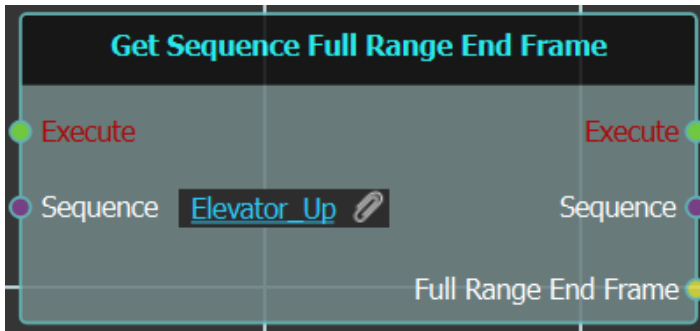 Get Sequence Full Range End Frame
Execute Execute
Sequence Elevator_Up Sequence
Full Range End Frame